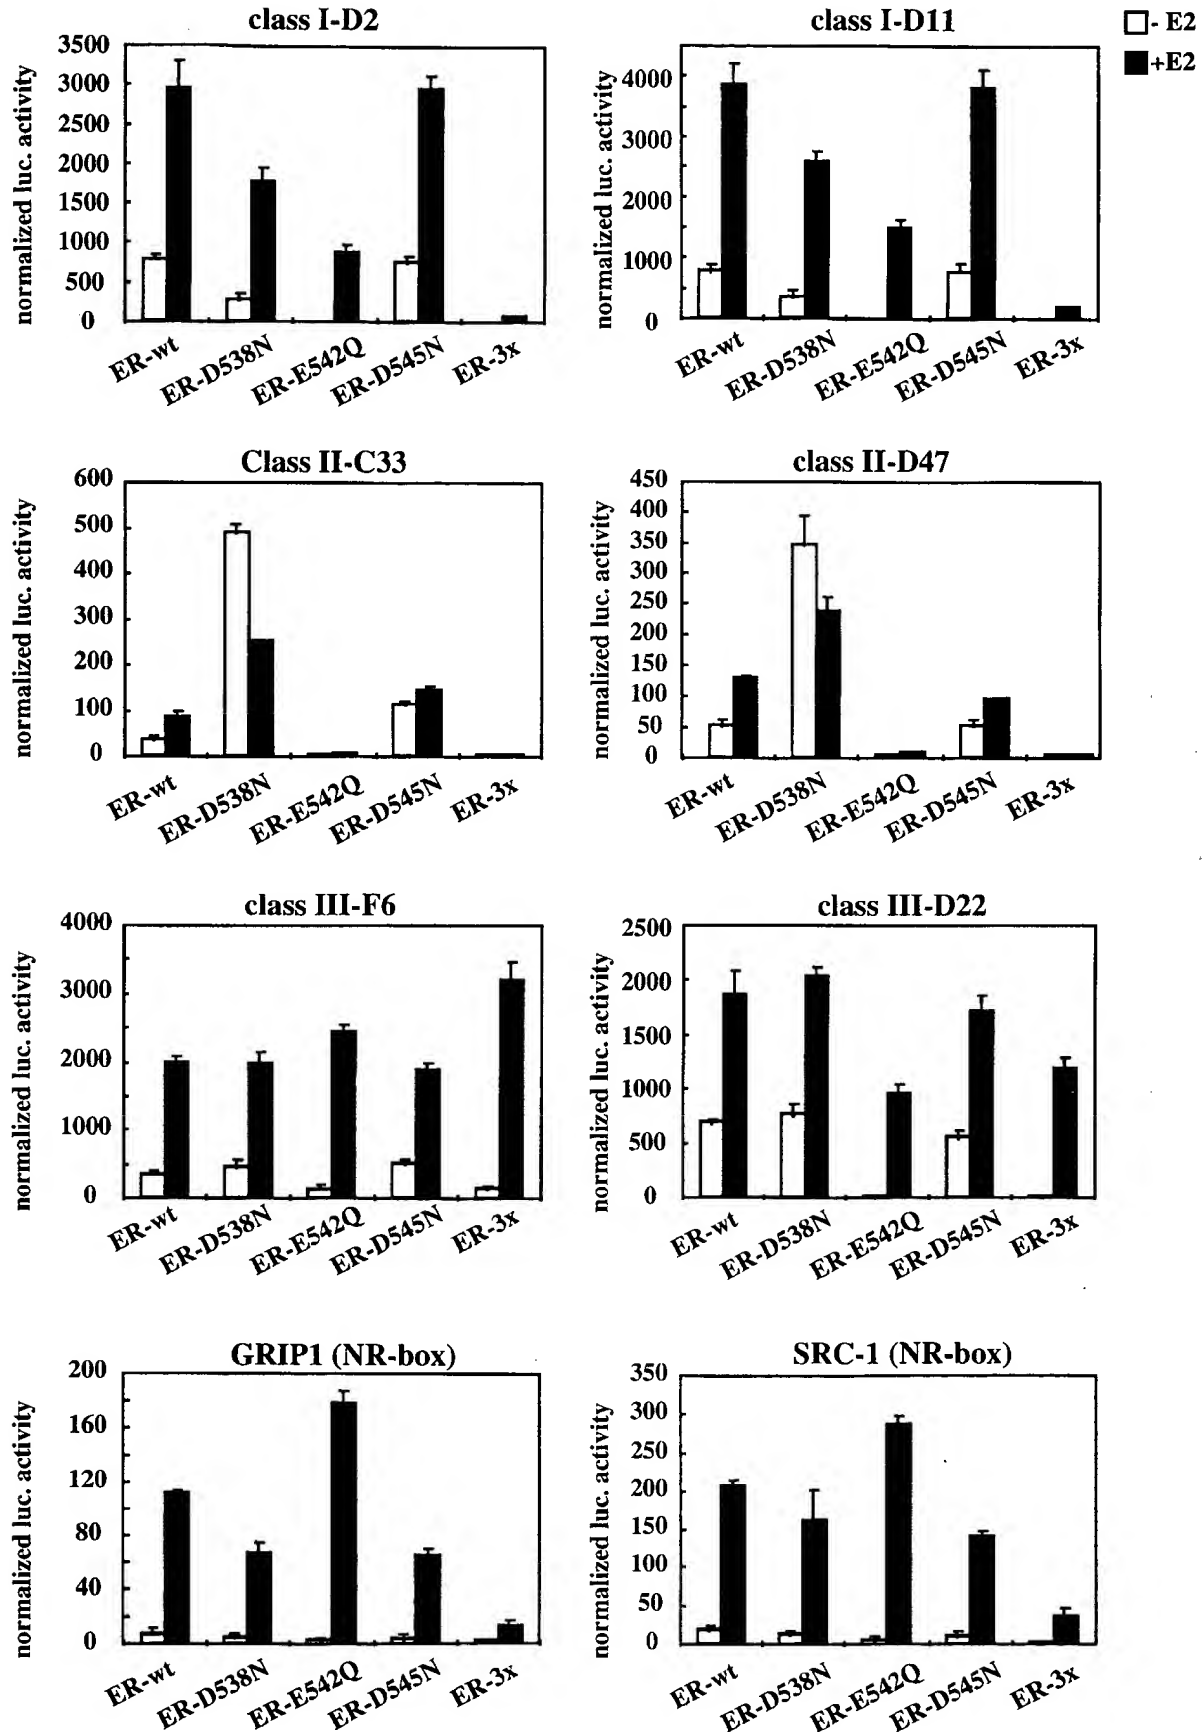 class I-D2
class I-D11
- E2
+E2
normalized luc. activity
3500
3000
2500
2000
1500
1000
500
0
ER-wt
ER-D538N
ER-E542Q
ER-D545N
ER-3x
normalized luc. activity
4000
3000
2000
1000
0
ER-wt
ER-D538N
ER-E542Q
ER-D545N
ER-3x
Class II-C33
class II-D47
normalized luc. activity
600
500
400
300
200
100
0
ER-wt
ER-D538N
ER-E542Q
ER-D545N
ER-3x
normalized luc. activity
450
400
350
300
250
200
150
100
50
0
ER-wt
ER-D538N
ER-E542Q
ER-D545N
ER-3x
class III-F6
class III-D22
normalized luc. activity
4000
3000
2000
1000
0
ER-wt
ER-D538N
ER-E542Q
ER-D545N
ER-3x
normalized luc. activity
2500
2000
1500
1000
500
0
ER-wt
ER-D538N
ER-E542Q
ER-D545N
ER-3x
GRIP1 (NR-box)
SRC-1 (NR-box)
normalized luc. activity
200
160
120
80
40
0
ER-wt
ER-D538N
ER-E542Q
ER-D545N
ER-3x
normalized luc. activity
350
300
250
200
150
100
50
0
ER-wt
ER-D538N
ER-E542Q
ER-D545N
ER-3x